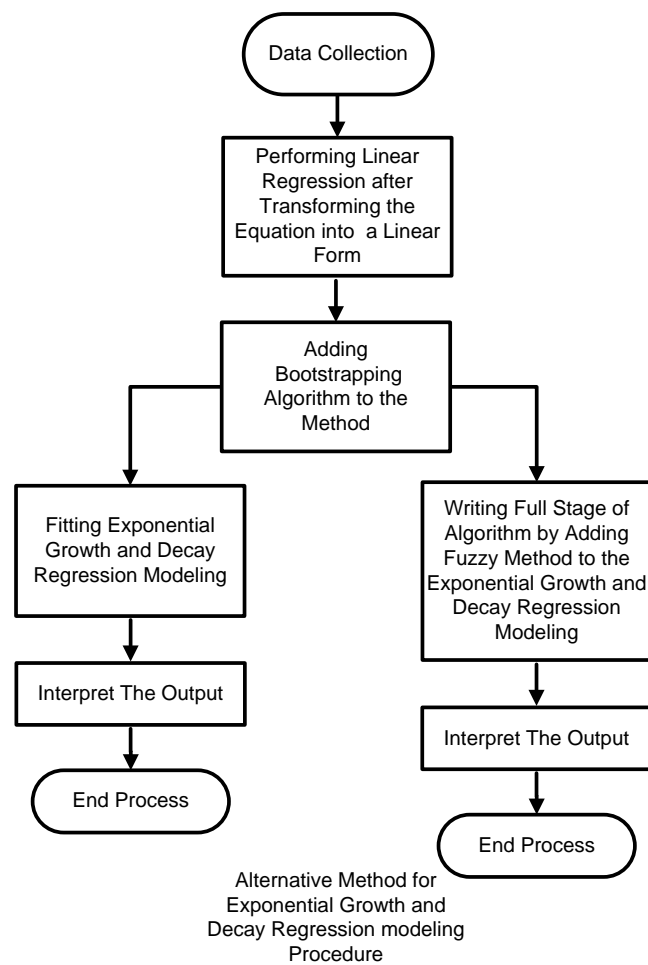 Data Collection
Performing Linear
Regression after
Transforming the
Equation into a Linear
Form
Adding
Bootstrapping
Algorithm to the
Method
Fitting Exponential
Growth and Decay
Regression Modeling
Interpret The Output
End Process
Writing Full Stage of
Algorithm by Adding
Fuzzy Method to the
Exponential Growth and
Decay Regression
Modeling
Interpret The Output
End Process
Alternative Method for
Exponential Growth and
Decay Regression modeling
Procedure